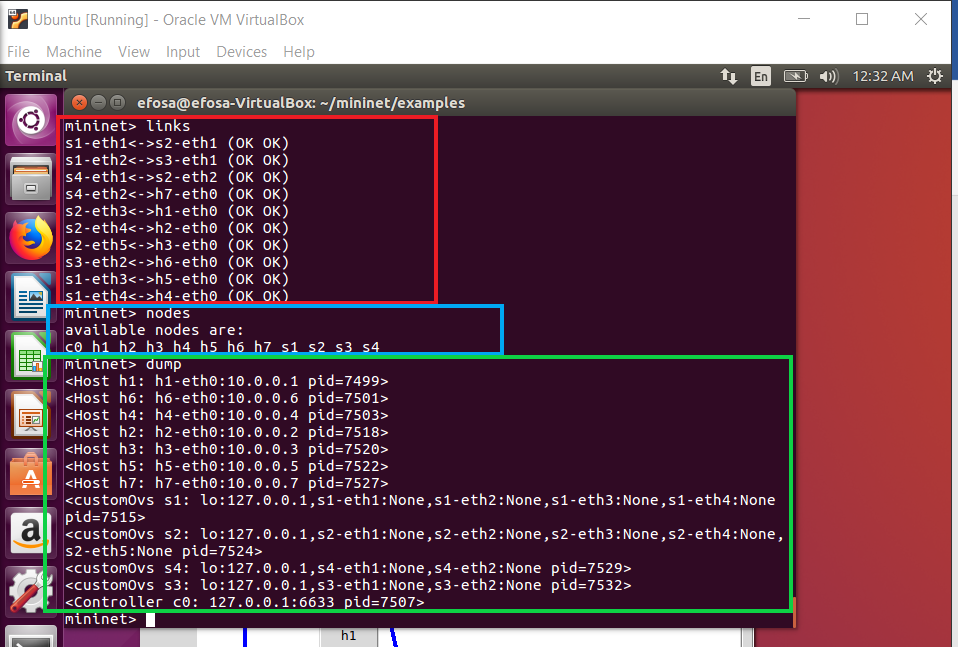 Ubuntu [Running] - Oracle VM VirtualBox
File Machine View Input Devices Help
Terminal En 12:32 AM
efosa@efosa-VirtualBox: ~/mininet/examples
mininet> links
s1-eth1<->s2-eth1 (OK OK)
s1-eth2<->s3-eth1 (OK OK)
s4-eth1<->s2-eth2 (OK OK)
s4-eth2<->h7-eth0 (OK OK)
s2-eth3<->h1-eth0 (OK OK)
s2-eth4<->h2-eth0 (OK OK)
s2-eth5<->h3-eth0 (OK OK)
s3-eth2<->h6-eth0 (OK OK)
s1-eth3<->h5-eth0 (OK OK)
s1-eth4<->h4-eth0 (OK OK)
mininet> nodes
available nodes are:
c0 h1 h2 h3 h4 h5 h6 h7 s1 s2 s3 s4
mininet> dump
<Host h1: h1-eth0:10.0.0.1 pid=7499>
<Host h6: h6-eth0:10.0.0.6 pid=7501>
<Host h4: h4-eth0:10.0.0.4 pid=7503>
<Host h2: h2-eth0:10.0.0.2 pid=7518>
<Host h3: h3-eth0:10.0.0.3 pid=7520>
<Host h5: h5-eth0:10.0.0.5 pid=7522>
<Host h7: h7-eth0:10.0.0.7 pid=7527>
<customOvs s1: lo:127.0.0.1,s1-eth1:None,s1-eth2:None,s1-eth3:None,s1-eth4:None
pid=7515>
<customOvs s2: lo:127.0.0.1,s2-eth1:None,s2-eth2:None,s2-eth3:None,s2-eth4:None,
s2-eth5:None pid=7524>
<customOvs s4: lo:127.0.0.1,s4-eth1:None,s4-eth2:None pid=7529>
<customOvs s3: lo:127.0.0.1,s3-eth1:None,s3-eth2:None pid=7532>
<Controller c0: 127.0.0.1:6633 pid=7507>
mininet>
h1